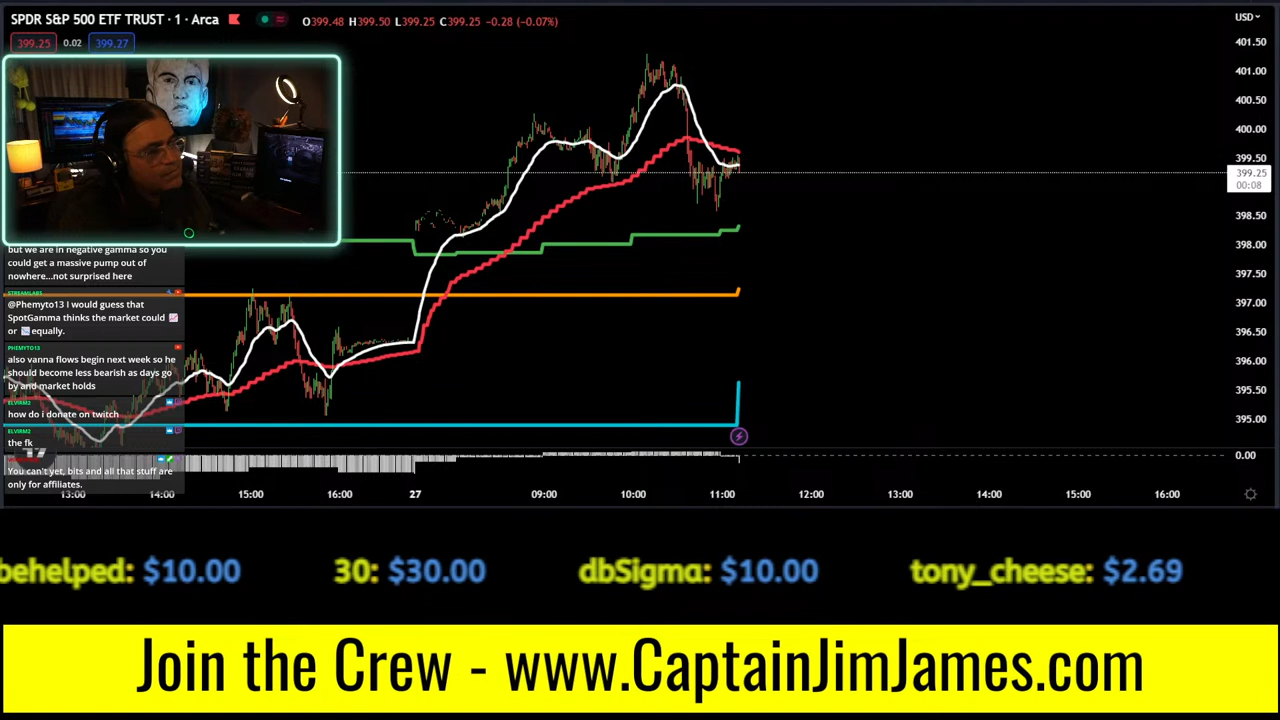 SPDR S&P 500 ETF TRUST · 1 · Arca
O399.48 H399.50 L399.25 C399.25 −0.28 (−0.07%)
USD
399.25 0.02 399.27
401.50
401.00
400.50
400.00
399.50
399.25
00:08
398.50
398.00
397.50
397.00
396.50
396.00
395.50
395.00
0.00
but we are in negative gamma so you
could get a massive pump out of
nowhere...not surprised here
STREAMLABS
@Phemyto13 I would guess that
SpotGamma thinks the market could
or equally.
PHEMYTO13
also vanna flows begin next week so he
should become less bearish as days go
by and market holds
ELVIRM2
how do i donate on twitch
ELVIRM2
the fk
You can't yet, bits and all that stuff are
only for affiliates.
13:00 14:00 15:00 16:00 27 09:00 10:00 11:00 12:00 13:00 14:00 15:00 16:00
behelped: $10.00 30: $30.00 dbSigma: $10.00 tony_cheese: $2.69
Join the Crew - www.CaptainJimJames.com